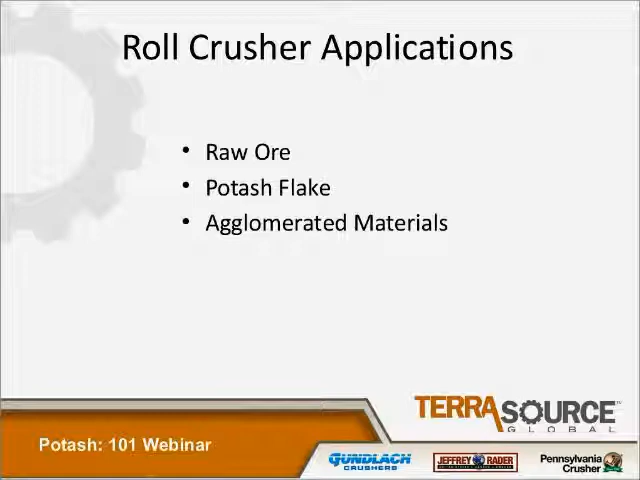 Roll Crusher Applications
• Raw Ore
• Potash Flake
• Agglomerated Materials
TERRASOURCE™
GLOBAL
Potash: 101 Webinar
GUNDLACH
CRUSHERS
JEFFREY RADER
Pennsylvania
Crusher